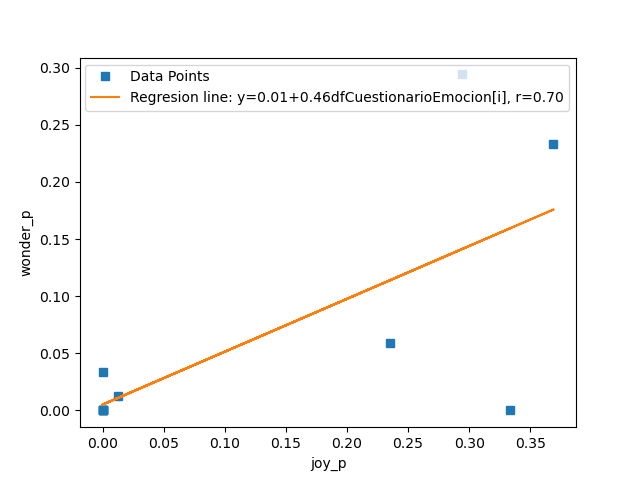 0.30
0.25
0.20
0.15
0.10
0.05
0.00
wonder_p
Data Points
Regresion line: y=0.01+0.46dfCuestionarioEmocion[i], r=0.70
0.00 0.05 0.10 0.15 0.20 0.25 0.30 0.35
joy_p